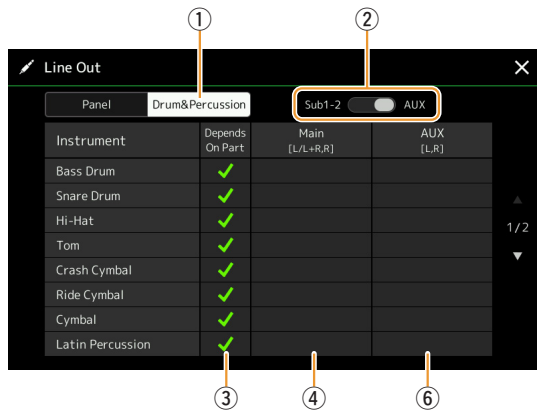 ① ②
Line Out
Panel Drum&Percussion Sub1-2 AUX
Instrument Depends On Part Main [L/L+R,R] AUX [L,R]
Bass Drum
Snare Drum
Hi-Hat
1/2
Tom
Crash Cymbal
Ride Cymbal
Cymbal
Latin Percussion
③ ④ ⑥